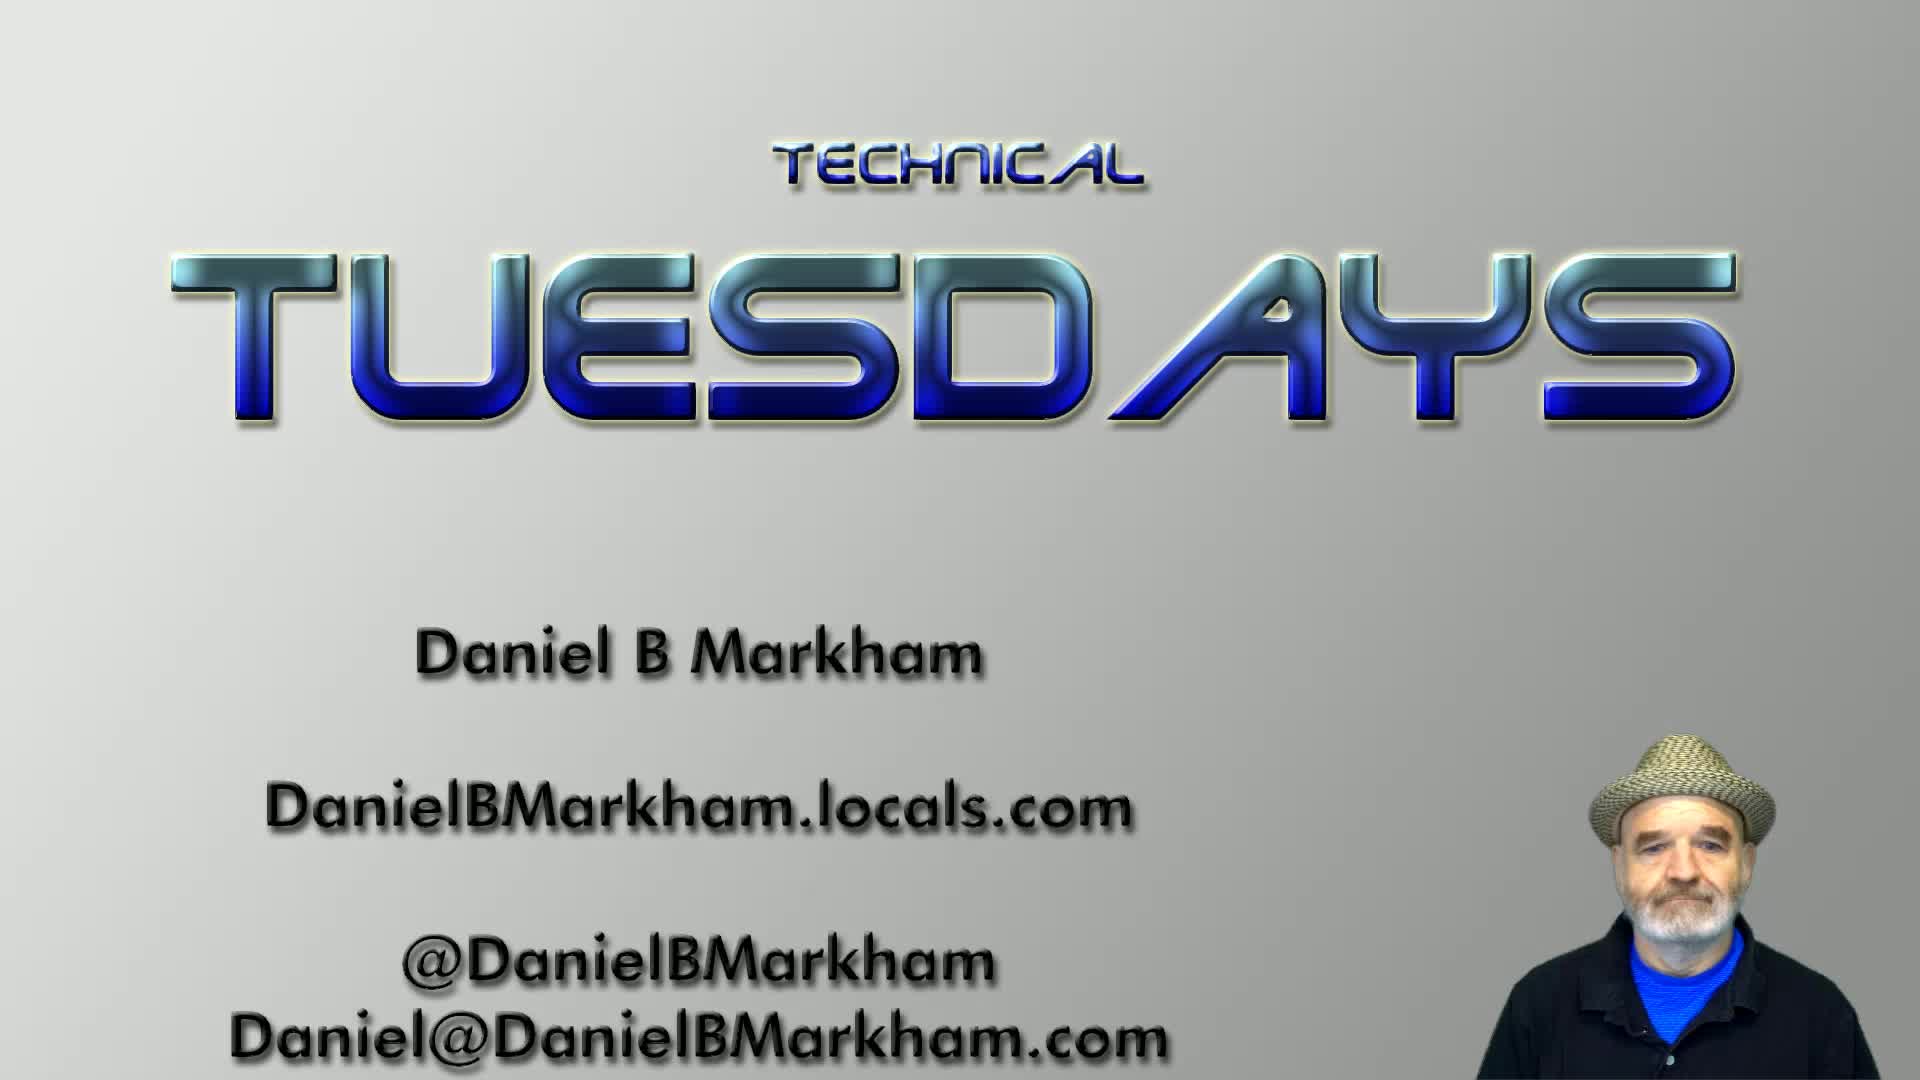 TECHNICAL
TUESDAYS
Daniel B Markham
DanielBMarkham.locals.com
@DanielBMarkham
Daniel@DanielBMarkham.com